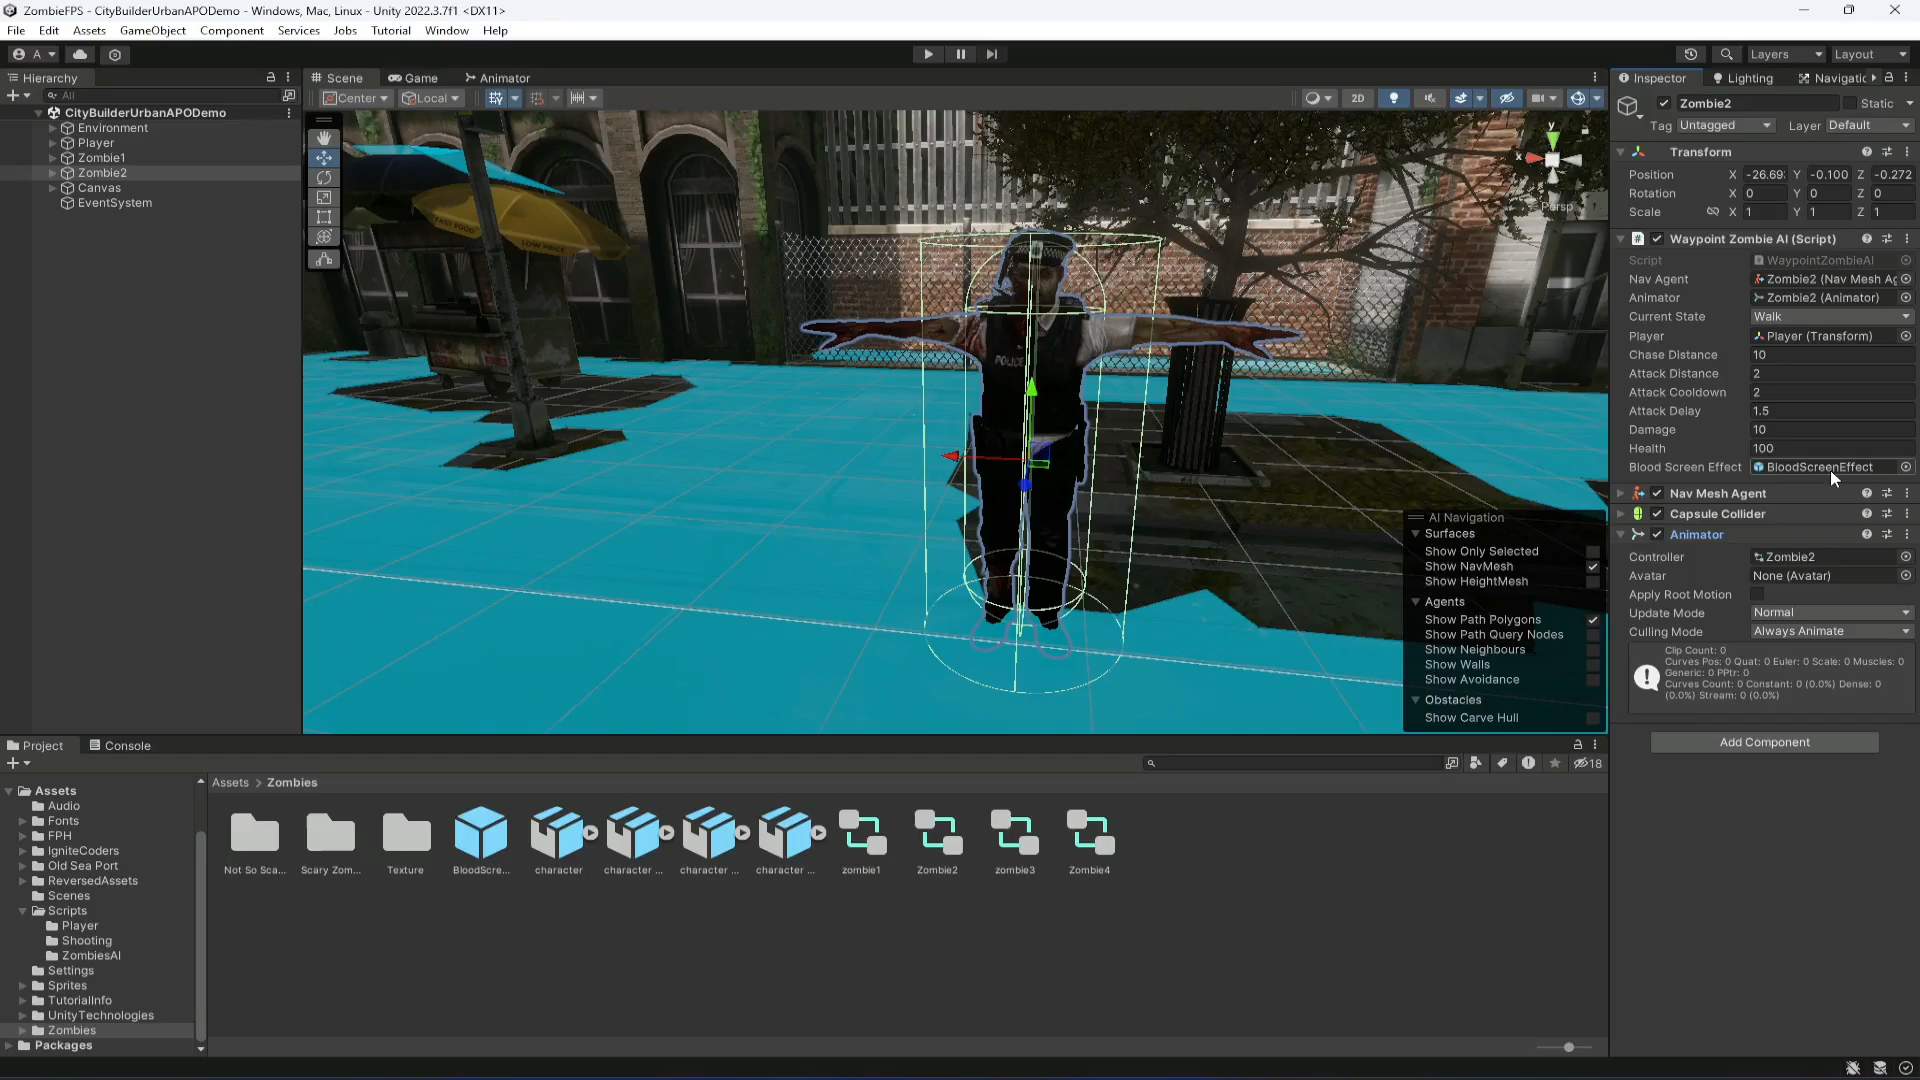 ZombieFPS - CityBuilderUrbanAPODemo - Windows, Mac, Linux - Unity 2022.3.7f1 <DX11>
File Edit Assets GameObject Component Services Jobs Tutorial Window Help
A Layers Layout
Hierarchy
All
CityBuilderUrbanAPODemo
Environment
Player
Zombie1
Zombie2
Canvas
EventSystem
Scene Game Animator
Center Local 2D
FAST FOOD
LOW PRICE
POLICE
y
x
Persp
AI Navigation
Surfaces
Show Only Selected
Show NavMesh
Show HeightMesh
Agents
Show Path Polygons
Show Path Query Nodes
Show Neighbours
Show Walls
Show Avoidance
Obstacles
Show Carve Hull
Inspector Lighting Navigatic
Zombie2 Static
Tag Untagged Layer Default
Transform
Position X -26.69 Y -0.100 Z -0.272
Rotation X 0 Y 0 Z 0
Scale X 1 Y 1 Z 1
# Waypoint Zombie AI (Script)
Script WaypointZombieAI
Nav Agent Zombie2 (Nav Mesh Ag
Animator Zombie2 (Animator)
Current State Walk
Player Player (Transform)
Chase Distance 10
Attack Distance 2
Attack Cooldown 2
Attack Delay 1.5
Damage 10
Health 100
Blood Screen Effect BloodScreenEffect
Nav Mesh Agent
Capsule Collider
Animator
Controller Zombie2
Avatar None (Avatar)
Apply Root Motion
Update Mode Normal
Culling Mode Always Animate
Clip Count: 0
Curves Pos: 0 Quat: 0 Euler: 0 Scale: 0 Muscles: 0
Generic: 0 PPtr: 0
Curves Count: 0 Constant: 0 (0.0%) Dense: 0
(0.0%) Stream: 0 (0.0%)
Add Component
Project Console
18
Assets
Audio
Fonts
FPH
IgniteCoders
Old Sea Port
ReversedAssets
Scenes
Scripts
Player
Shooting
ZombiesAI
Settings
Sprites
TutorialInfo
UnityTechnologies
Zombies
Packages
Assets > Zombies
Not So Sca... Scary Zom... Texture BloodScre... character character ... character ... character ... zombie1 Zombie2 zombie3 Zombie4